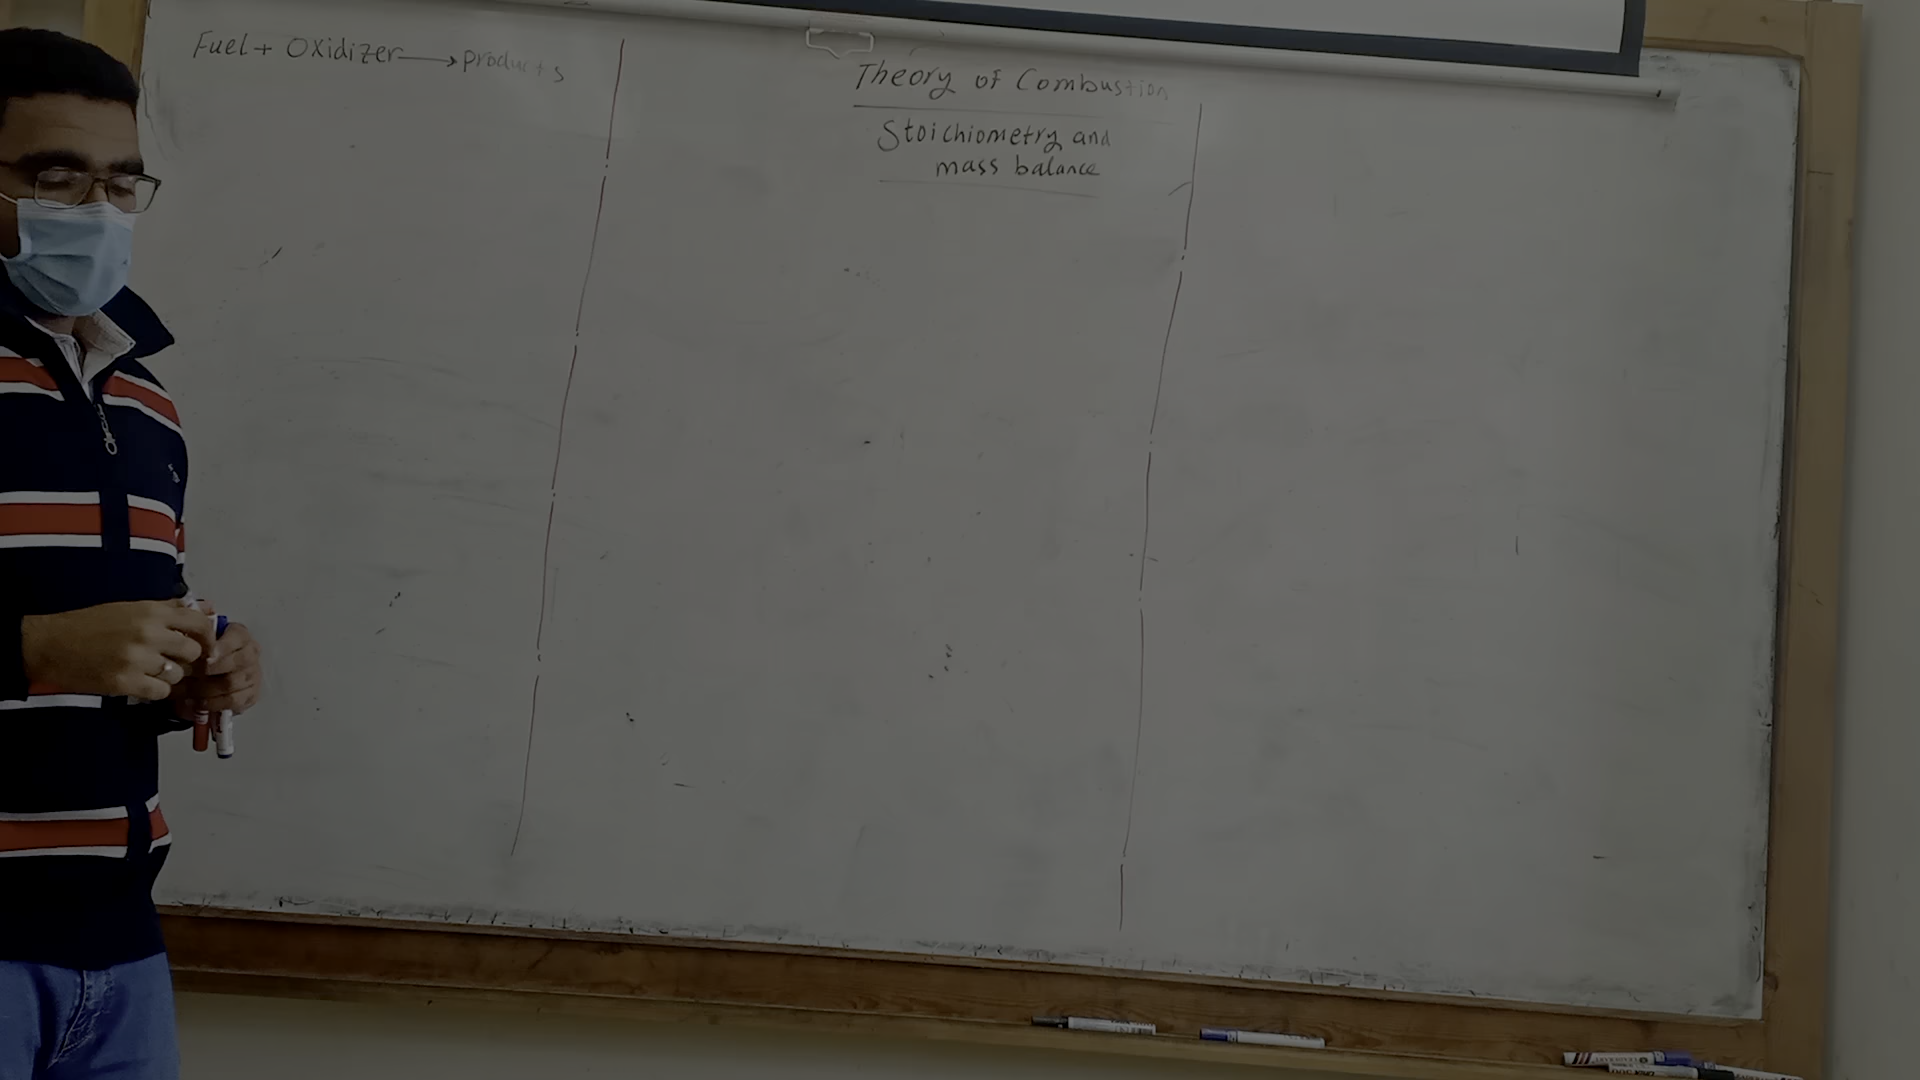 Fuel + Oxidizer → products
Theory of Combustion
Stoichiometry and
mass balance